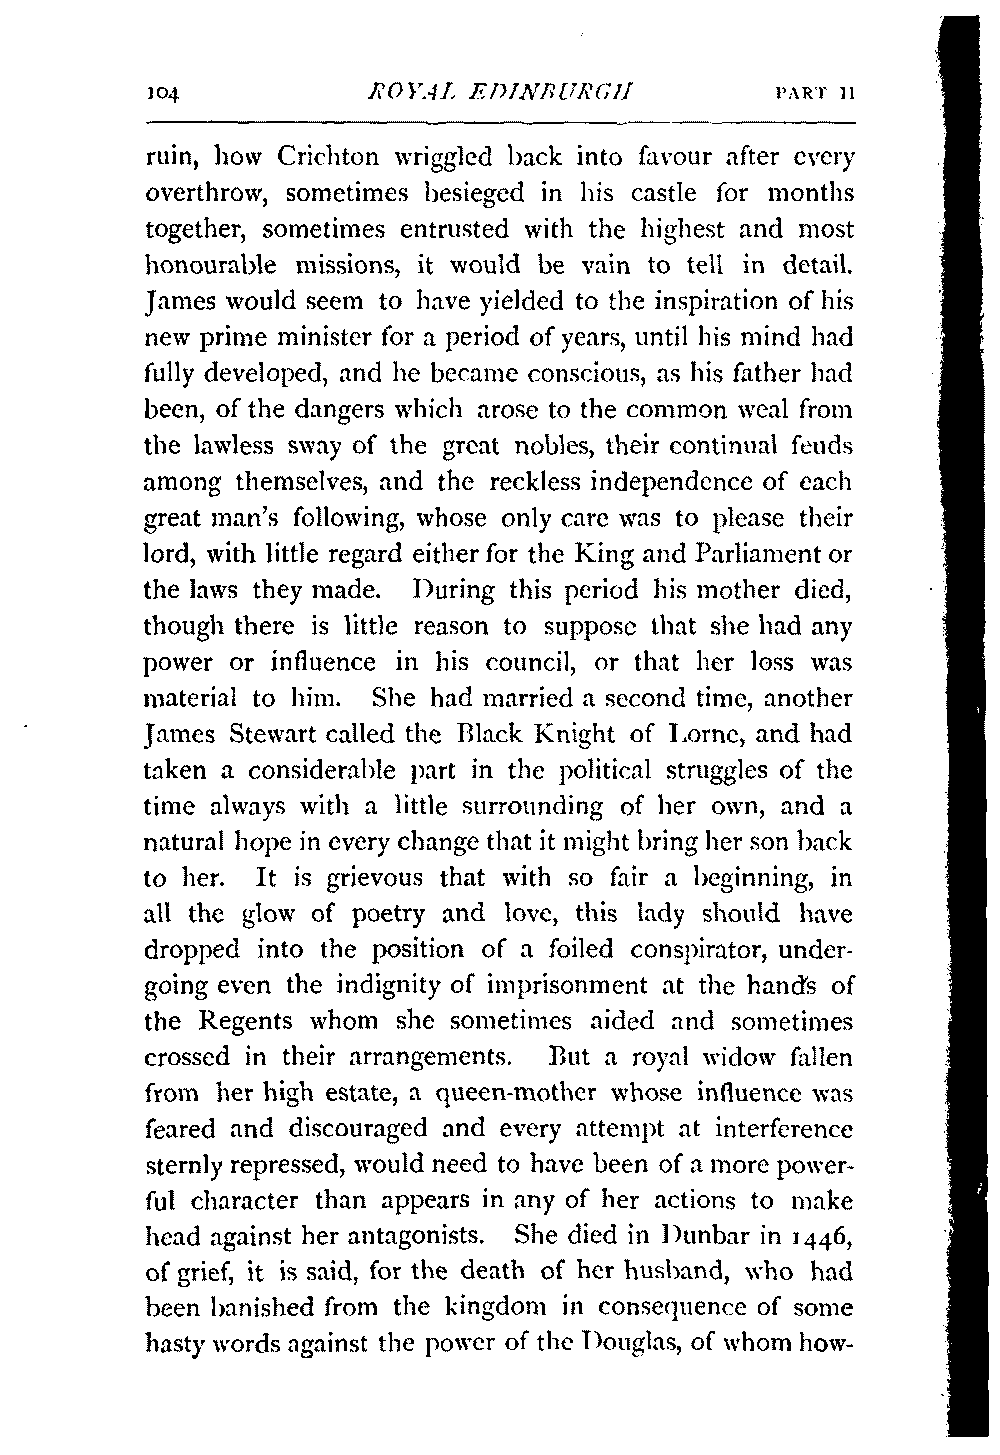 104 ROYAL EDINBURGH PART II
ruin, how Crichton wriggled back into favour after every
overthrow, sometimes besieged in his castle for months
together, sometimes entrusted with the highest and most
honourable missions, it would be vain to tell in detail.
James would seem to have yielded to the inspiration of his
new prime minister for a period of years, until his mind had
fully developed, and he became conscious, as his father had
been, of the dangers which arose to the common weal from
the lawless sway of the great nobles, their continual feuds
among themselves, and the reckless independence of each
great man's following, whose only care was to please their
lord, with little regard either for the King and Parliament or
the laws they made. During this period his mother died,
though there is little reason to suppose that she had any
power or influence in his council, or that her loss was
material to him. She had married a second time, another
James Stewart called the Black Knight of Lorne, and had
taken a considerable part in the political struggles of the
time always with a little surrounding of her own, and a
natural hope in every change that it might bring her son back
to her. It is grievous that with so fair a beginning, in
all the glow of poetry and love, this lady should have
dropped into the position of a foiled conspirator, under-
going even the indignity of imprisonment at the hands of
the Regents whom she sometimes aided and sometimes
crossed in their arrangements. But a royal widow fallen
from her high estate, a queen-mother whose influence was
feared and discouraged and every attempt at interference
sternly repressed, would need to have been of a more power-
ful character than appears in any of her actions to make
head against her antagonists. She died in Dunbar in 1446,
of grief, it is said, for the death of her husband, who had
been banished from the kingdom in consequence of some
hasty words against the power of the Douglas, of whom how-